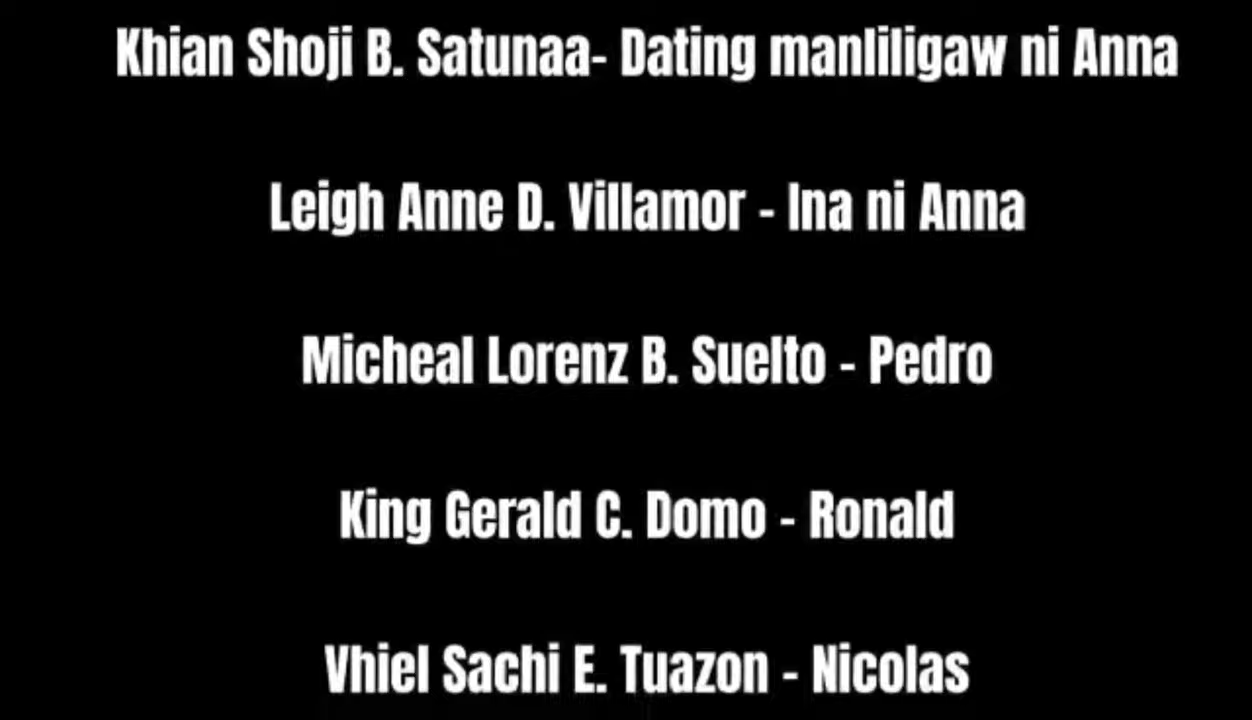 Khian Shoji B. Satunaa- Dating manliligaw ni Anna
Leigh Anne D. Villamor - Ina ni Anna
Micheal Lorenz B. Suelto - Pedro
King Gerald C. Domo - Ronald
Vhiel Sachi E. Tuazon - Nicolas